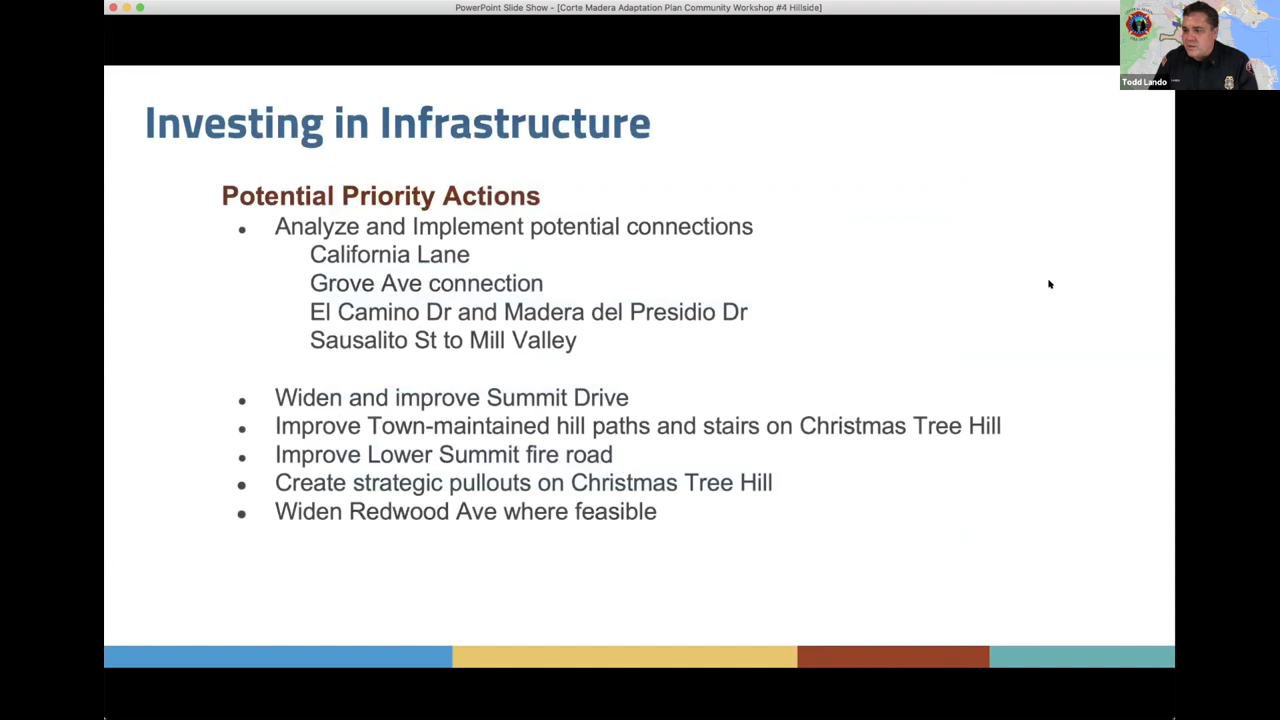 PowerPoint Slide Show - [Corte Madera Adaptation Plan Community Workshop #4 Hillside]
Todd Lando
Investing in Infrastructure
Potential Priority Actions
• Analyze and Implement potential connections
California Lane
Grove Ave connection
El Camino Dr and Madera del Presidio Dr
Sausalito St to Mill Valley
• Widen and improve Summit Drive
• Improve Town-maintained hill paths and stairs on Christmas Tree Hill
• Improve Lower Summit fire road
• Create strategic pullouts on Christmas Tree Hill
• Widen Redwood Ave where feasible